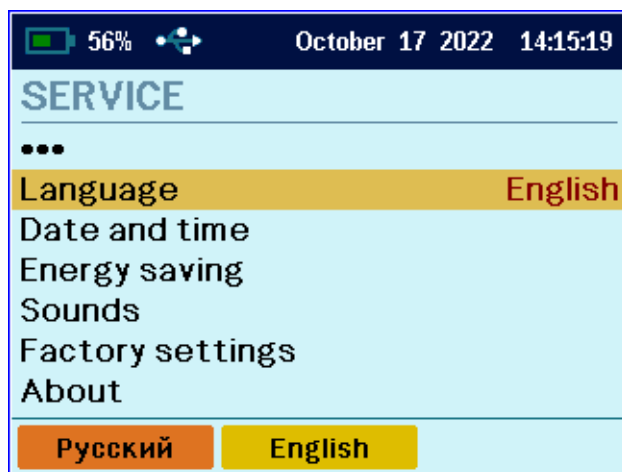 56% October 17 2022 14:15:19
SERVICE
•••
Language English
Date and time
Energy saving
Sounds
Factory settings
About
Русский English